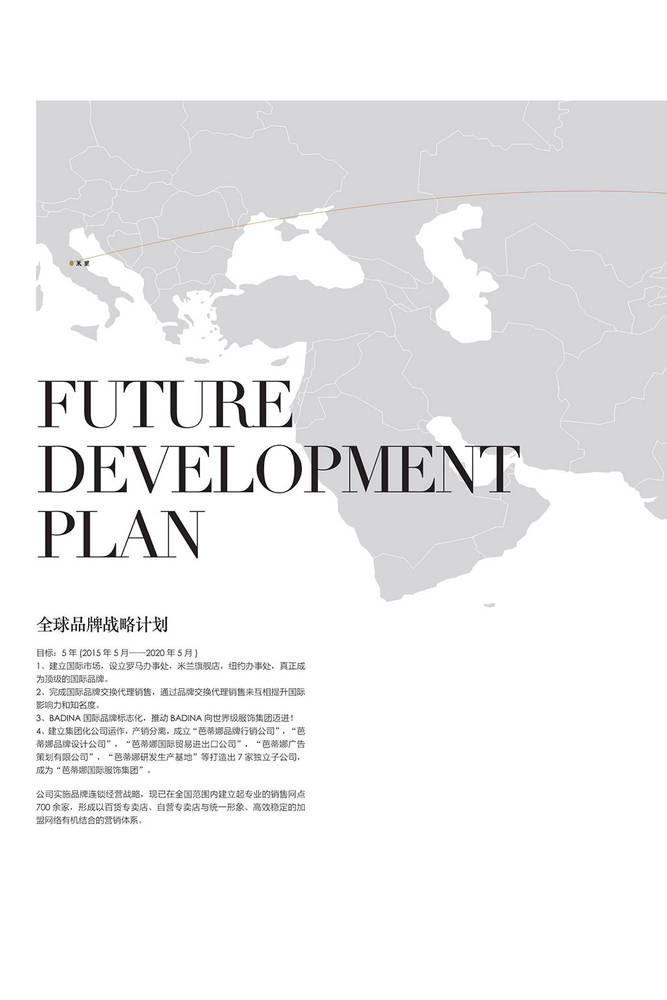 FUTURE
DEVELOPMENT
PLAN
全球品牌战略计划
目标：5 年 (2015 年 5 月——2020 年 5 月 )
1、建立国际市场，设立罗马办事处，米兰旗舰店，纽约办事处，真正成
为顶级的国际品牌。
2、完成国际品牌交换代理销售，通过品牌交换代理销售来互相提升国际
影响力和知名度。
3、BADINA 国际品牌标志化，推动 BADINA 向世界级服饰集团迈进！
4、建立集团化公司运作，产销分离，成立“芭蒂娜品牌行销公司”，“芭
蒂娜品牌设计公司”，“芭蒂娜国际贸易进出口公司”，“芭蒂娜广告
策划有限公司”，“芭蒂娜研发生产基地”等打造出 7 家独立子公司，
成为“芭蒂娜国际服饰集团”。
公司实施品牌连锁经营战略，现已在全国范围内建立起专业的销售网点
700 余家，形成以百货专卖店、自营专卖店与统一形象、高效稳定的加
盟网络有机结合的营销体系。